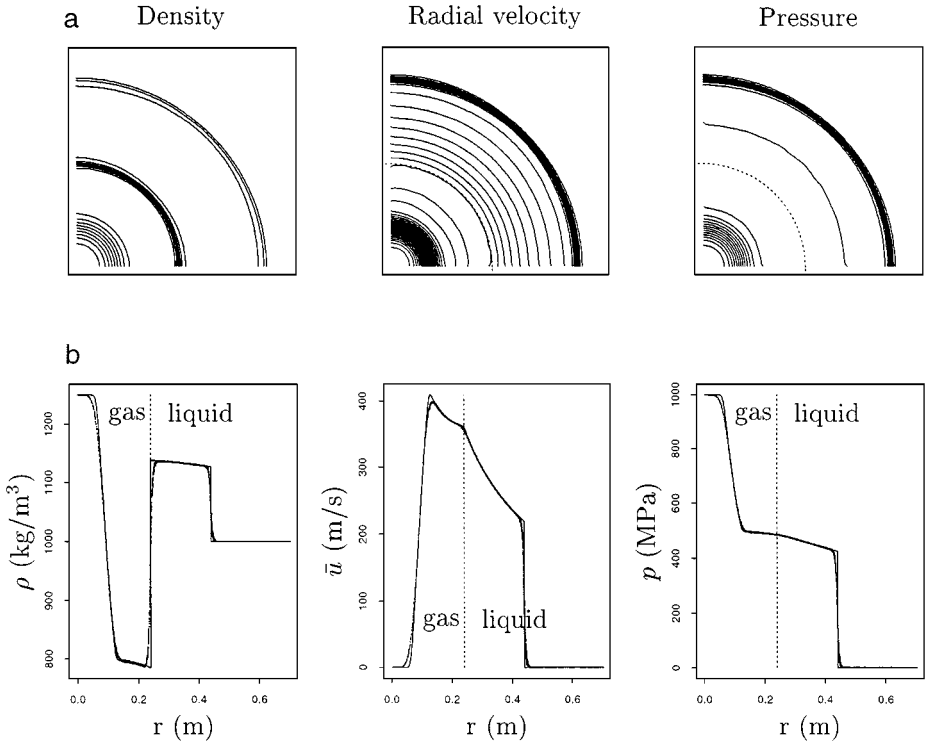 a
Density
Radial velocity
Pressure
b
ρ (kg/m³)
1200
1100
1000
900
800
gas
liquid
0.0 0.2 0.4 0.6
r (m)
ū (m/s)
400
300
200
100
0
gas
liquid
0.0 0.2 0.4 0.6
r (m)
p (MPa)
1000
800
600
400
200
0
gas
liquid
0.0 0.2 0.4 0.6
r (m)